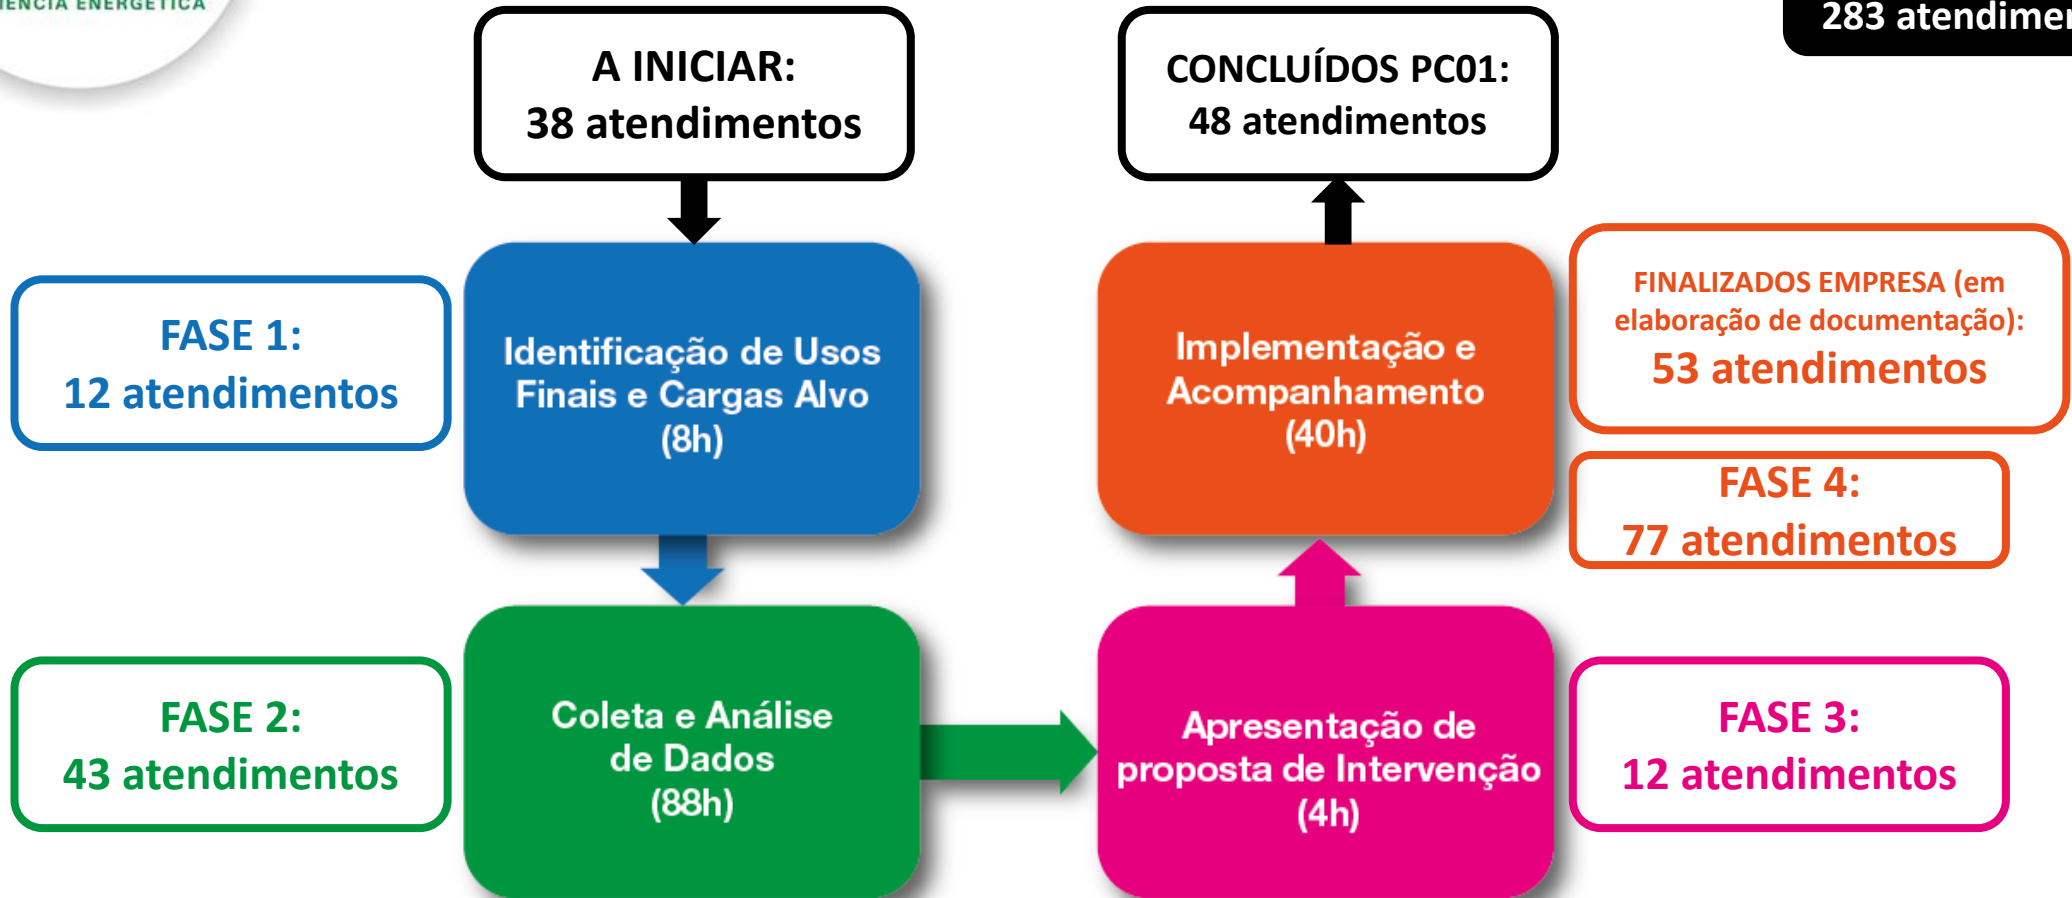 ENERGÉTICA
283
A INICIAR:
38 atendimentos
CONCLUÍDOS PC01:
48 atendimentos
FASE 1:
12 atendimentos
Identificação de Usos
Finais e Cargas Alvo
(8h)
Implementação e
Acompanhamento
(40h)
FINALIZADOS EMPRESA (em
elaboração de documentação):
53 atendimentos
FASE 4:
77 atendimentos
FASE 2:
43 atendimentos
Coleta e Análise
de Dados
(88h)
Apresentação de
proposta de Intervenção
(4h)
FASE 3:
12 atendimentos